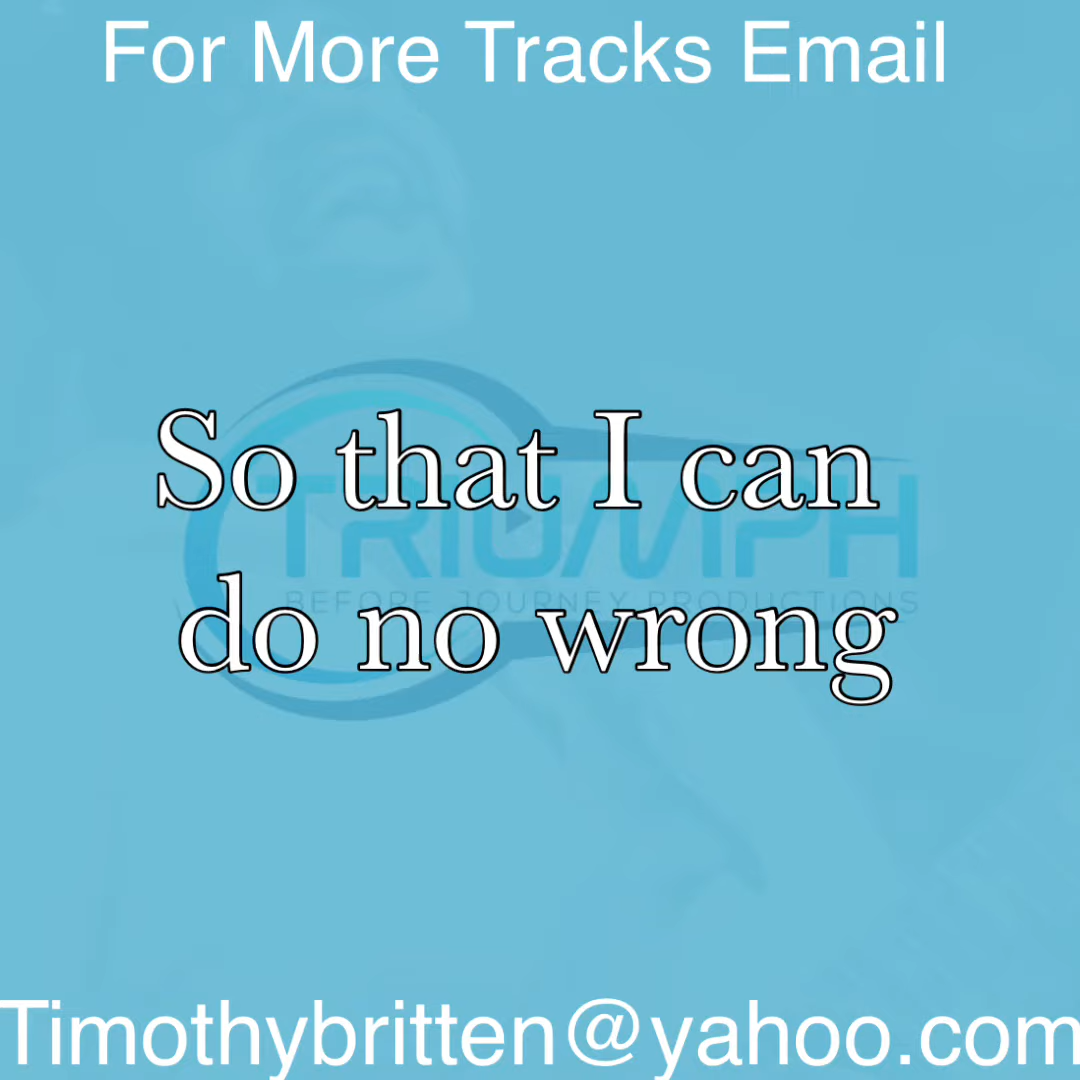 For More Tracks Email
So that I can
TRIUMPH
do no wrong
BEFORE JOURNEY PRODUCTIONS
Timothybritten@yahoo.com